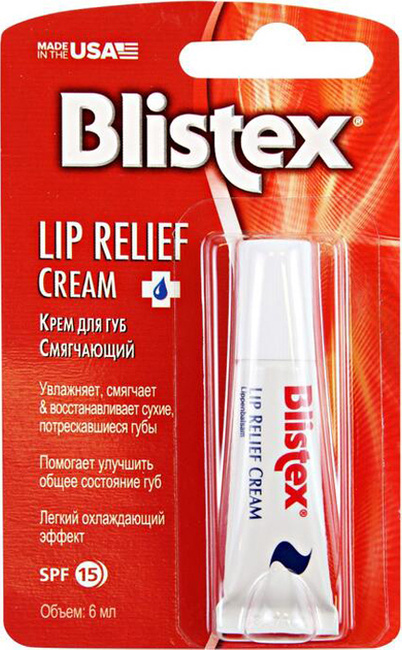 MADE
IN THE USA
Blistex®
LIP RELIEF
CREAM
КРЕМ ДЛЯ ГУБ
СМЯГЧАЮЩИЙ
Увлажняет, смягчает
& восстанавливает сухие,
потрескавшиеся губы
Помогает улучшить
общее состояние губ
Легкий охлаждающий
эффект
SPF 15
Объем: 6 мл
Blistex®
LIP RELIEF CREAM
Lippenbalsam